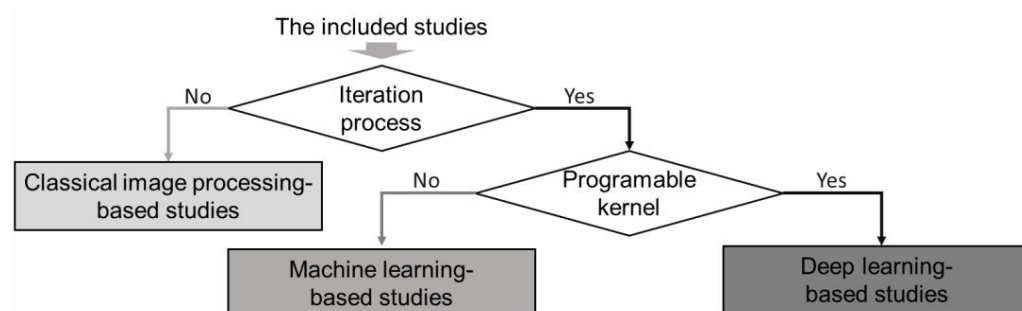 The included studies
Iteration
process
No
Yes
Classical image processing-
based studies
Programable
kernel
No
Yes
Machine learning-
based studies
Deep learning-
based studies